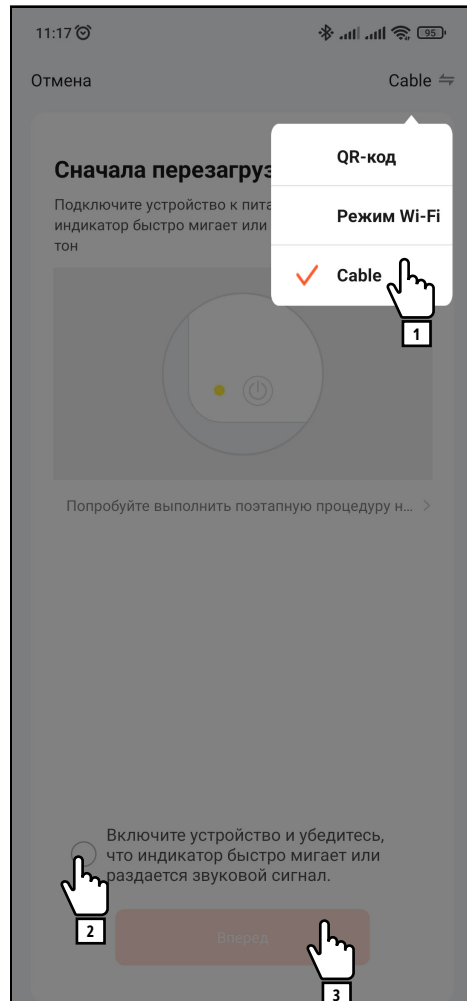 11:17
95
Отмена
Cable
QR-код
Режим Wi-Fi
Cable
1
Сначала перезагруз
Подключите устройство к пита
индикатор быстро мигает или
тон
Попробуйте выполнить поэтапную процедуру н...
Включите устройство и убедитесь,
что индикатор быстро мигает или
раздается звуковой сигнал.
2
Вперед
3